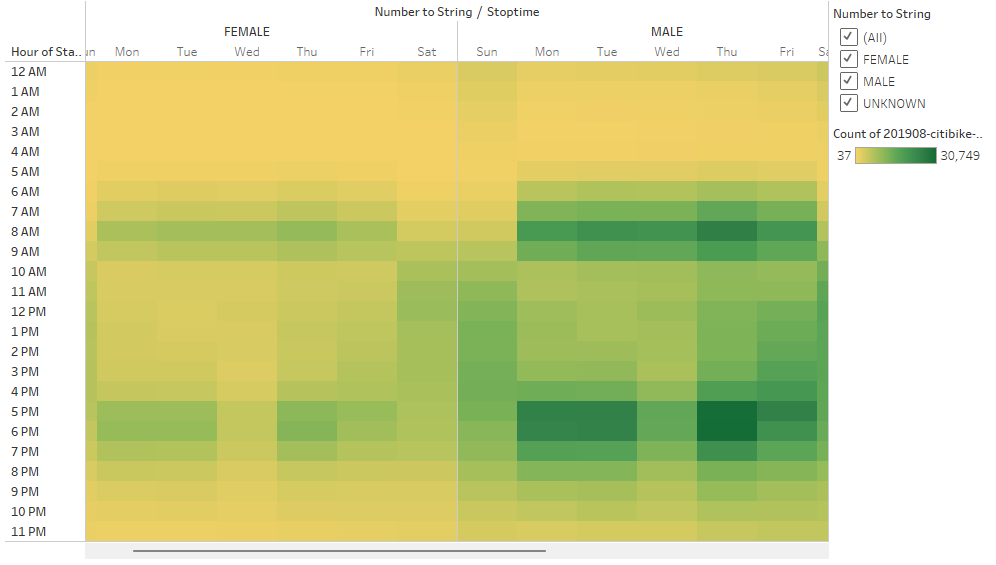 Number to String / Stoptime
FEMALE MALE
Hour of Sta.. un Mon Tue Wed Thu Fri Sat Sun Mon Tue Wed Thu Fri Sa
12 AM
1 AM
2 AM
3 AM
4 AM
5 AM
6 AM
7 AM
8 AM
9 AM
10 AM
11 AM
12 PM
1 PM
2 PM
3 PM
4 PM
5 PM
6 PM
7 PM
8 PM
9 PM
10 PM
11 PM
Number to String
(All)
FEMALE
MALE
UNKNOWN
Count of 201908-citibike-..
37 30,749